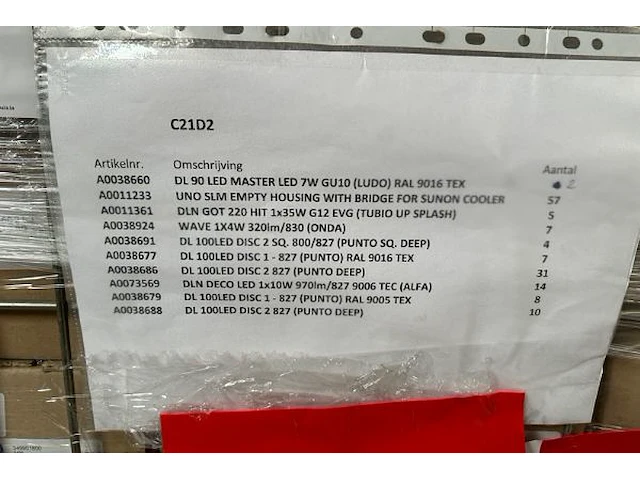 C21D2
Artikelnr. Omschrijving Aantal
A0038660 DL 90 LED MASTER LED 7W GU10 (LUDO) RAL 9016 TEX 2
A0011233 UNO SLM EMPTY HOUSING WITH BRIDGE FOR SUNON COOLER 57
A0011361 DLN GOT 220 HIT 1x35W G12 EVG (TUBIO UP SPLASH) 5
A0038924 WAVE 1X4W 320lm/830 (ONDA) 7
A0038691 DL 100LED DISC 2 SQ. 800/827 (PUNTO SQ. DEEP) 4
A0038677 DL 100LED DISC 1 - 827 (PUNTO) RAL 9016 TEX 7
A0038686 DL 100LED DISC 2 827 (PUNTO DEEP) 31
A0073569 DLN DECO LED 1x10W 970lm/827 9006 TEC (ALFA) 14
A0038679 DL 100LED DISC 1 - 827 (PUNTO) RAL 9005 TEX 8
A0038688 DL 100LED DISC 2 827 (PUNTO DEEP) 10